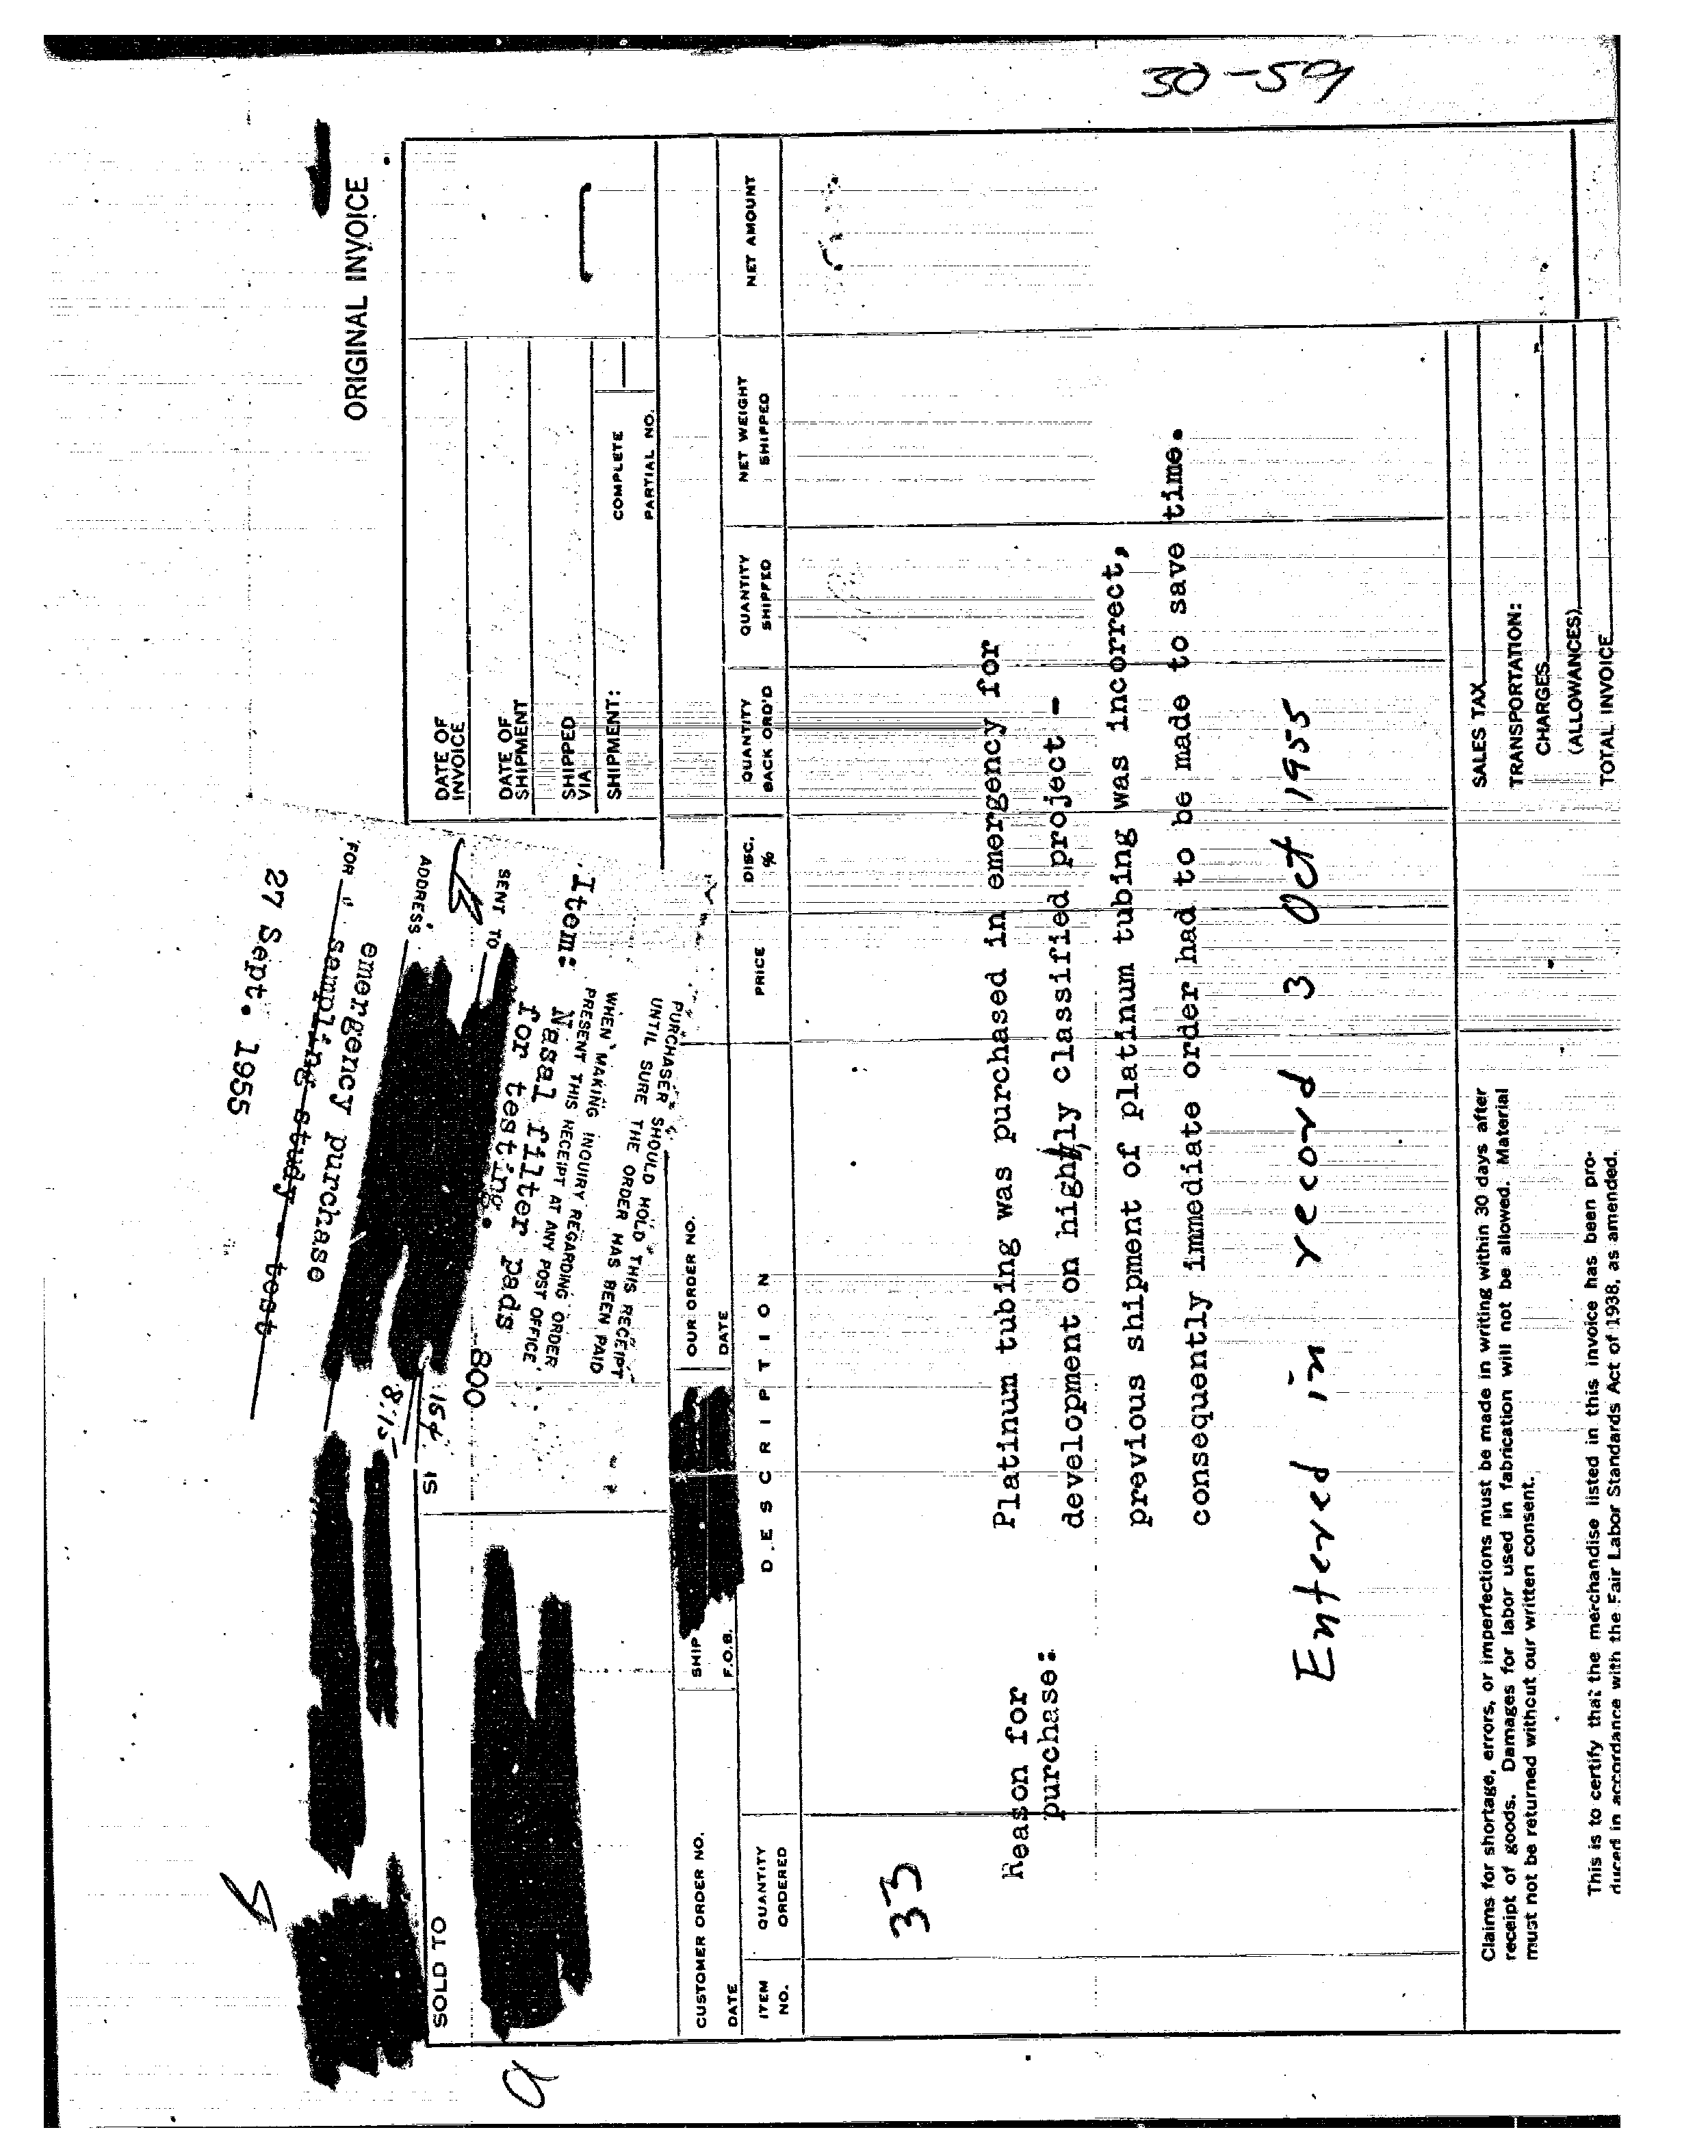 30-59
ORIGINAL INVOICE
27 Sept. 1955
FOR
sampling study - test
emergency purchase
ADDRESS
8.15
15¢
SENT TO
800
Item:
Nasal filter pads
for testing.
PRESENT THIS RECEIPT AT ANY POST OFFICE
WHEN MAKING INQUIRY REGARDING ORDER
UNTIL SURE THE ORDER HAS BEEN PAID
PURCHASER SHOULD HOLD THIS RECEIPT
SOLD TO
DATE OF
INVOICE
DATE OF
SHIPMENT
SHIPPED
VIA
SHIPMENT:
COMPLETE
PARTIAL NO.
CUSTOMER ORDER NO.
DATE
SHIP
F.O.B.
OUR ORDER NO.
DATE
ITEM
NO.
QUANTITY
ORDERED
DESCRIPTION
PRICE
DISC.
%
QUANTITY
BACK ORD'D
QUANTITY
SHIPPED
NET WEIGHT
SHIPPED
NET AMOUNT
33
Reason for
purchase:
Platinum tubing was purchased in emergency for
development on highly classified project -
previous shipment of platinum tubing was incorrect,
consequently immediate order had to be made to save time.
Entered in record 3 Oct 1955
Claims for shortage, errors, or imperfections must be made in writing within 30 days after
receipt of goods. Damages for labor used in fabrication will not be allowed. Material
must not be returned without our written consent.
This is to certify that the merchandise listed in this invoice has been pro-
duced in accordance with the Fair Labor Standards Act of 1938, as amended.
SALES TAX
TRANSPORTATION:
CHARGES
(ALLOWANCES)
TOTAL INVOICE